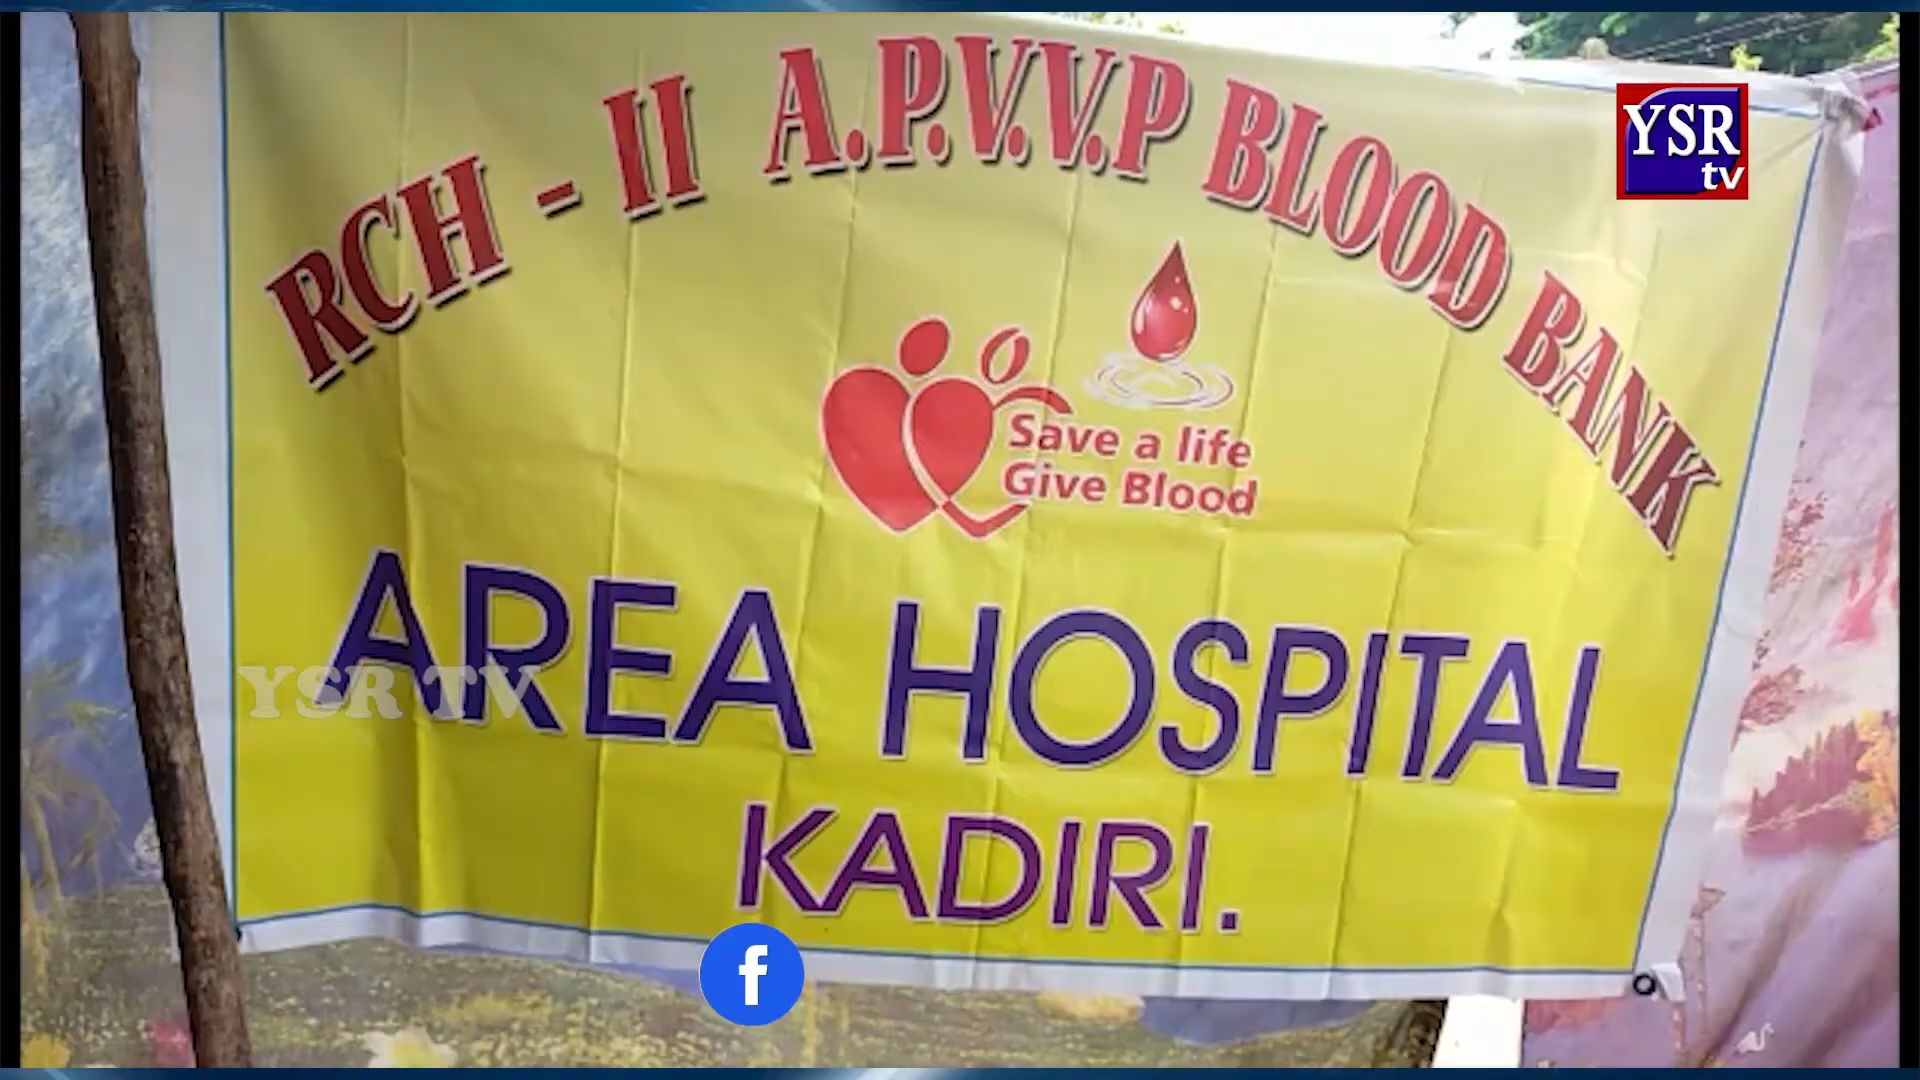 RCH - II A.P.V.V.P BLOOD BANK
YSR
tv
Save a life
Give Blood
AREA HOSPITAL
YSR TV
KADIRI.
f